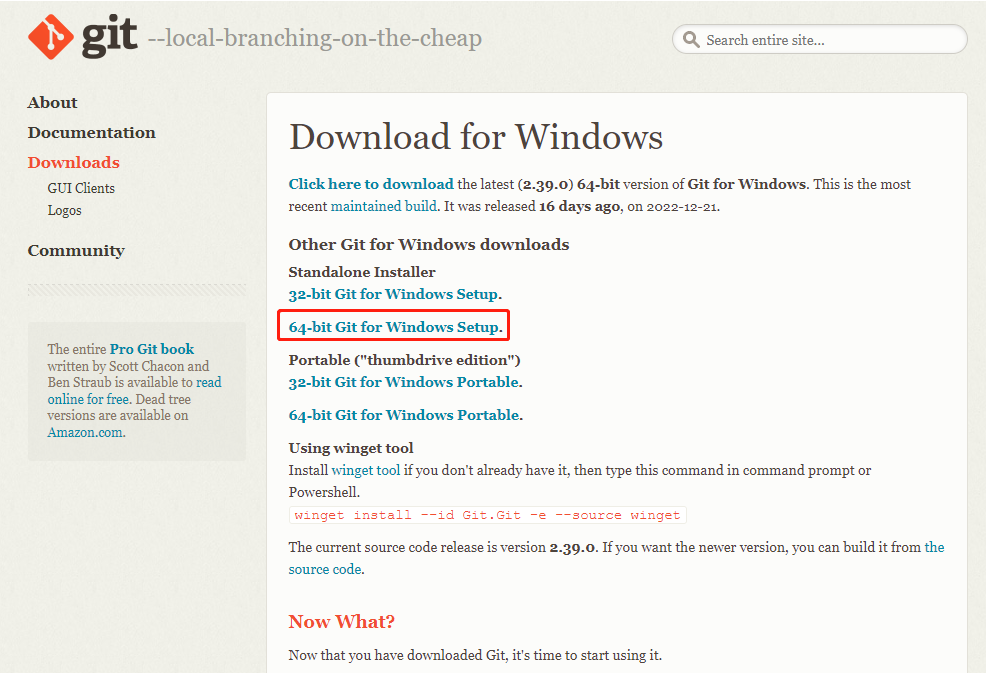 git --local-branching-on-the-cheap
Search entire site...
About
Documentation
Downloads
GUI Clients
Logos
Community
The entire Pro Git book
written by Scott Chacon and
Ben Straub is available to read
online for free. Dead tree
versions are available on
Amazon.com.
Download for Windows
Click here to download the latest (2.39.0) 64-bit version of Git for Windows. This is the most
recent maintained build. It was released 16 days ago, on 2022-12-21.
Other Git for Windows downloads
Standalone Installer
32-bit Git for Windows Setup.
64-bit Git for Windows Setup.
Portable ("thumbdrive edition")
32-bit Git for Windows Portable.
64-bit Git for Windows Portable.
Using winget tool
Install winget tool if you don't already have it, then type this command in command prompt or
Powershell.
winget install --id Git.Git -e --source winget
The current source code release is version 2.39.0. If you want the newer version, you can build it from the
source code.
Now What?
Now that you have downloaded Git, it's time to start using it.